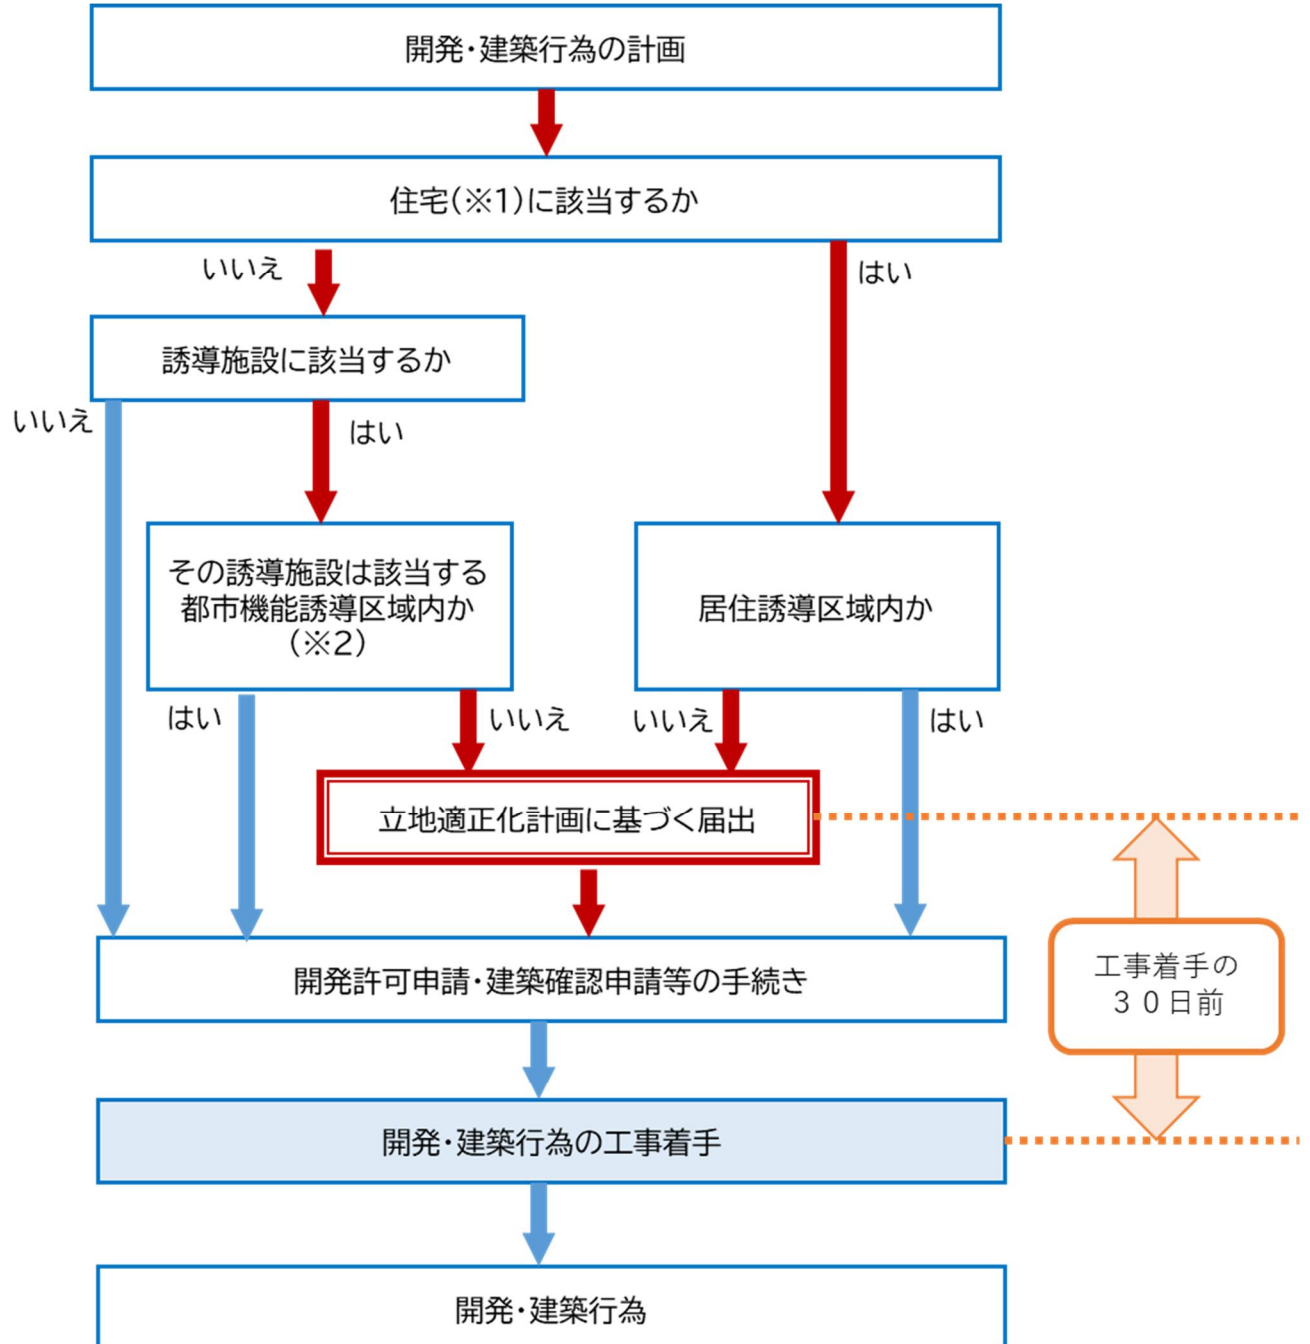 開発・建築行為の計画
住宅(※1)に該当するか
いいえ
はい
誘導施設に該当するか
いいえ
はい
その誘導施設は該当する
都市機能誘導区域内か
(※2)
居住誘導区域内か
はい
いいえ
いいえ
はい
立地適正化計画に基づく届出
工事着手の
３０日前
開発許可申請・建築確認申請等の手続き
開発・建築行為の工事着手
開発・建築行為